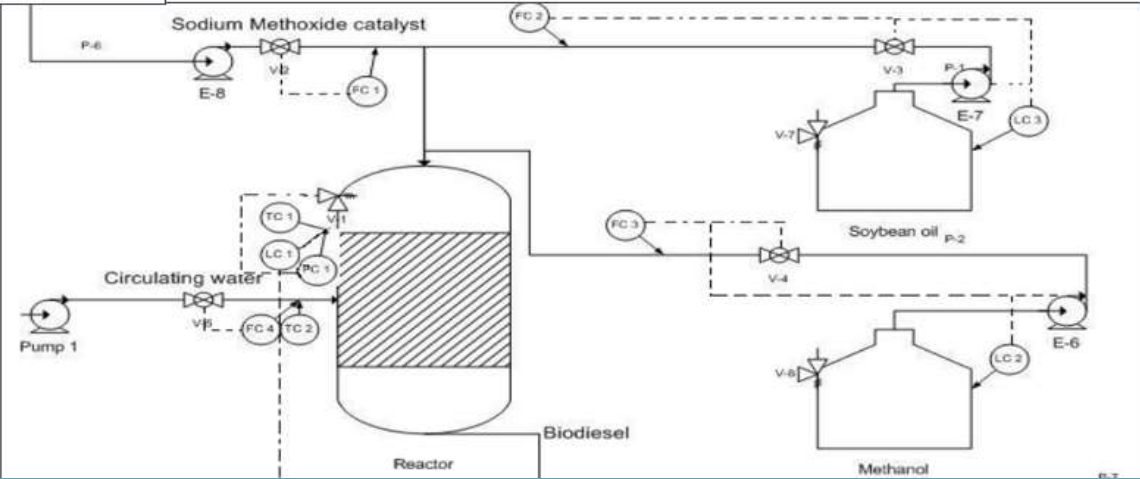 Sodium Methoxide catalyst
FC 2
P-6
V-2
V-3
P-1
E-8
FC 1
E-7
LC 3
V-7
V-1
TC 1
FC 3
Soybean oil
P-2
LC 1
PC 1
V-4
Circulating water
V-5
FC 4
TC 2
Pump 1
E-6
LC 2
V-8
Biodiesel
Reactor
Methanol